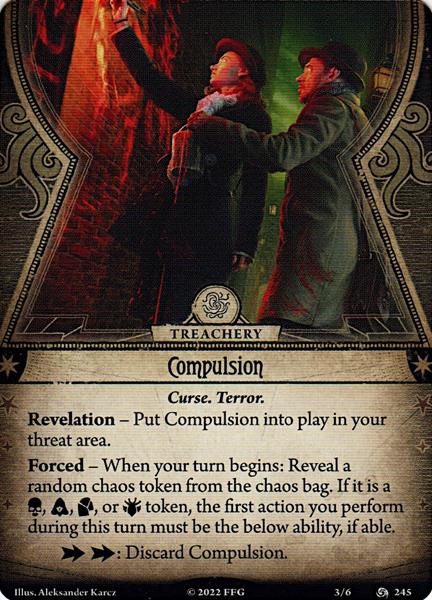 TREACHERY
Compulsion
Curse. Terror.
Revelation – Put Compulsion into play in your
threat area.
Forced – When your turn begins: Reveal a
random chaos token from the chaos bag. If it is a
, , , or token, the first action you perform
during this turn must be the below ability, if able.
: Discard Compulsion.
Illus. Aleksander Karcz
© 2022 FFG
3/6
245